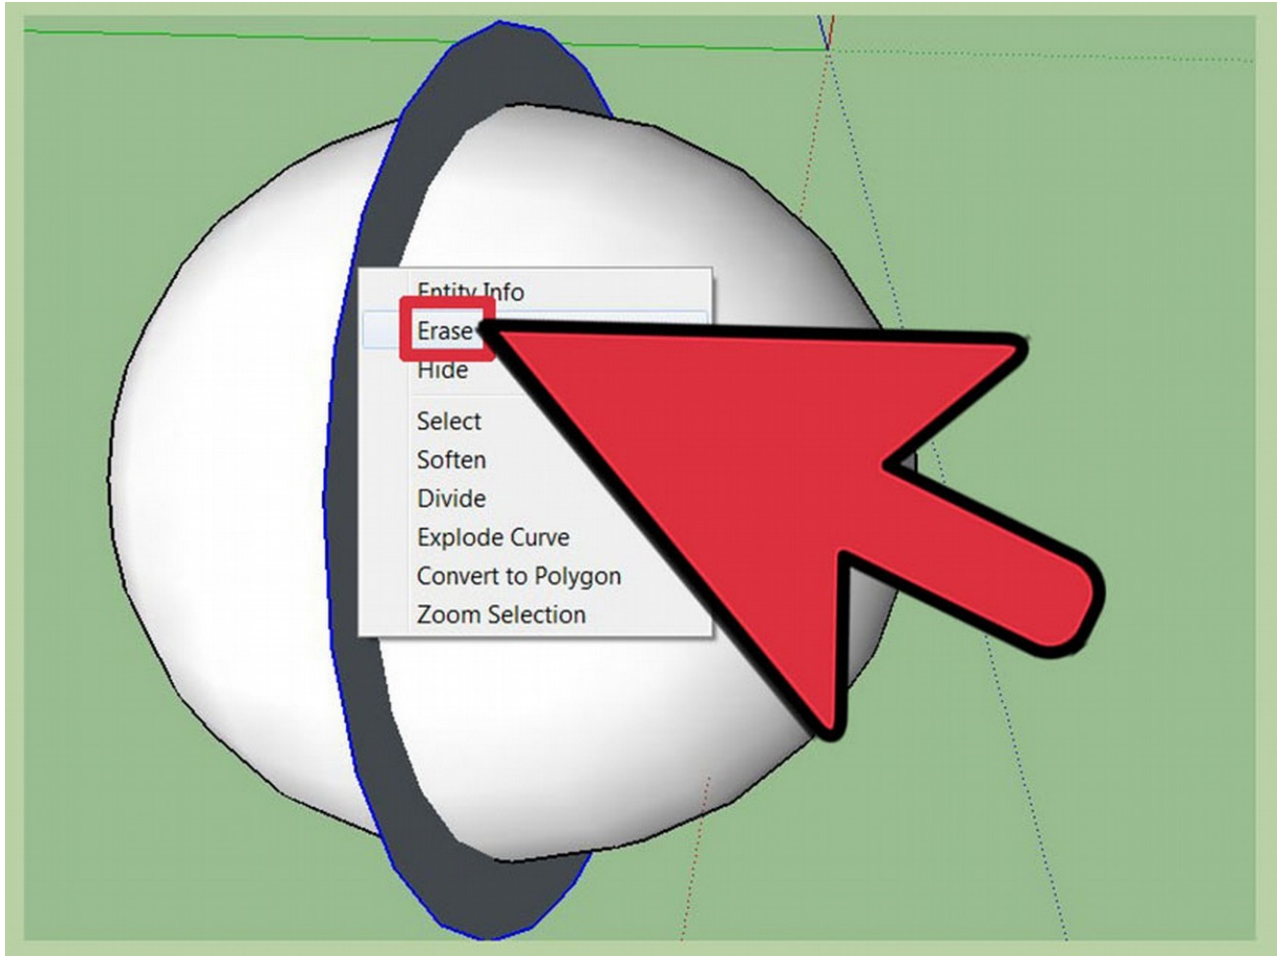 Entity Info
Erase
Hide
Select
Soften
Divide
Explode Curve
Convert to Polygon
Zoom Selection